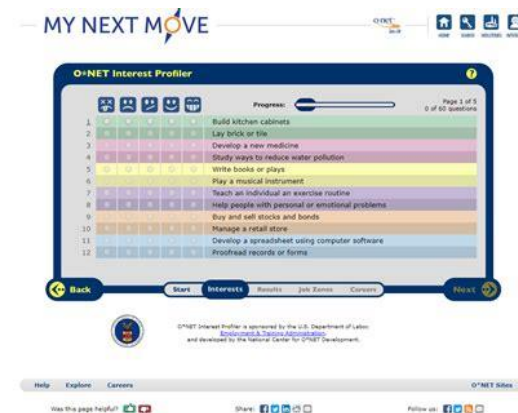 MY NEXT MOVE
o*net
HOME
O*NET Interest Profiler
?
Progress:
Page 1 of 5
0 of 60 questions
1 Build kitchen cabinets
2 Lay brick or tile
3 Develop a new medicine
4 Study ways to reduce water pollution
5 Write books or plays
6 Play a musical instrument
7 Teach an individual an exercise routine
8 Help people with personal or emotional problems
9 Buy and sell stocks and bonds
10 Manage a retail store
11 Develop a spreadsheet using computer software
12 Proofread records or forms
Back
Start Interests Results Job Zones Careers
Next
O*NET Interest Profiler is sponsored by the U.S. Department of Labor,
Employment & Training Administration,
and developed by the National Center for O*NET Development.
Help Explore Careers O*NET Sites
Was this page helpful? Share: Follow us: